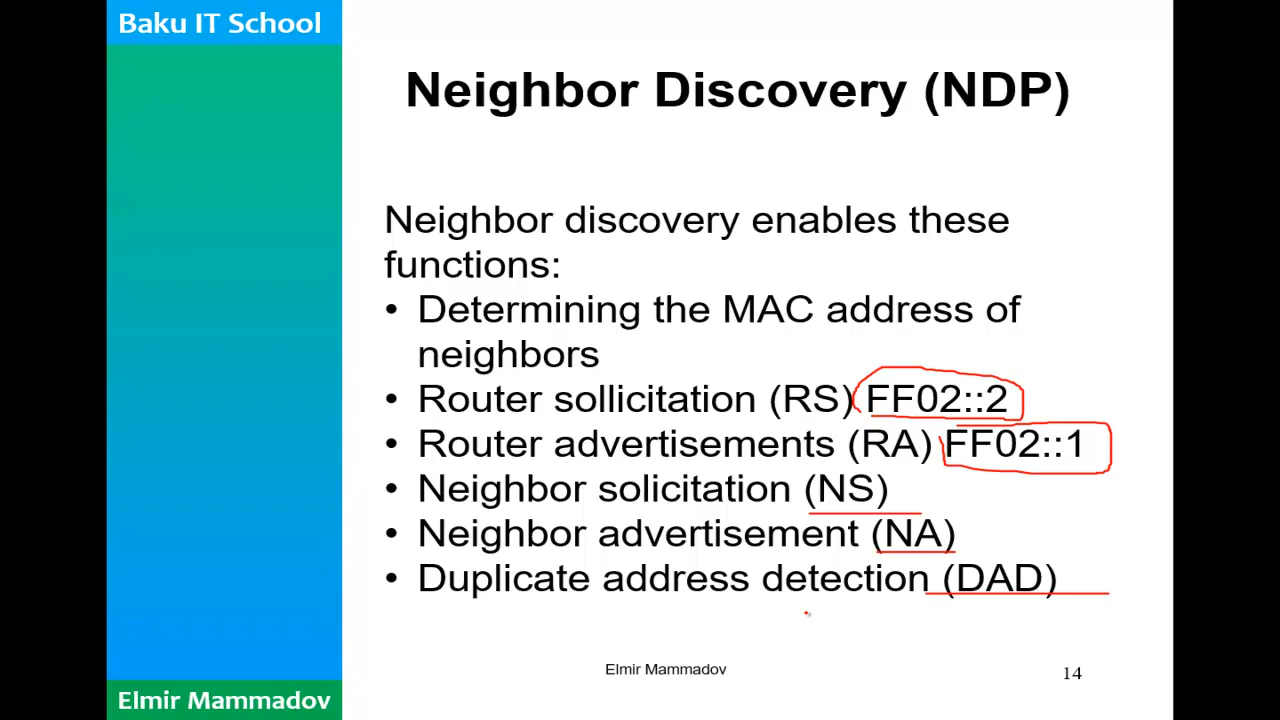 Baku IT School
Neighbor Discovery (NDP)
Neighbor discovery enables these
functions:
• Determining the MAC address of
neighbors
• Router sollicitation (RS) FF02::2
• Router advertisements (RA) FF02::1
• Neighbor solicitation (NS)
• Neighbor advertisement (NA)
• Duplicate address detection (DAD)
Elmir Mammadov
14
Elmir Mammadov